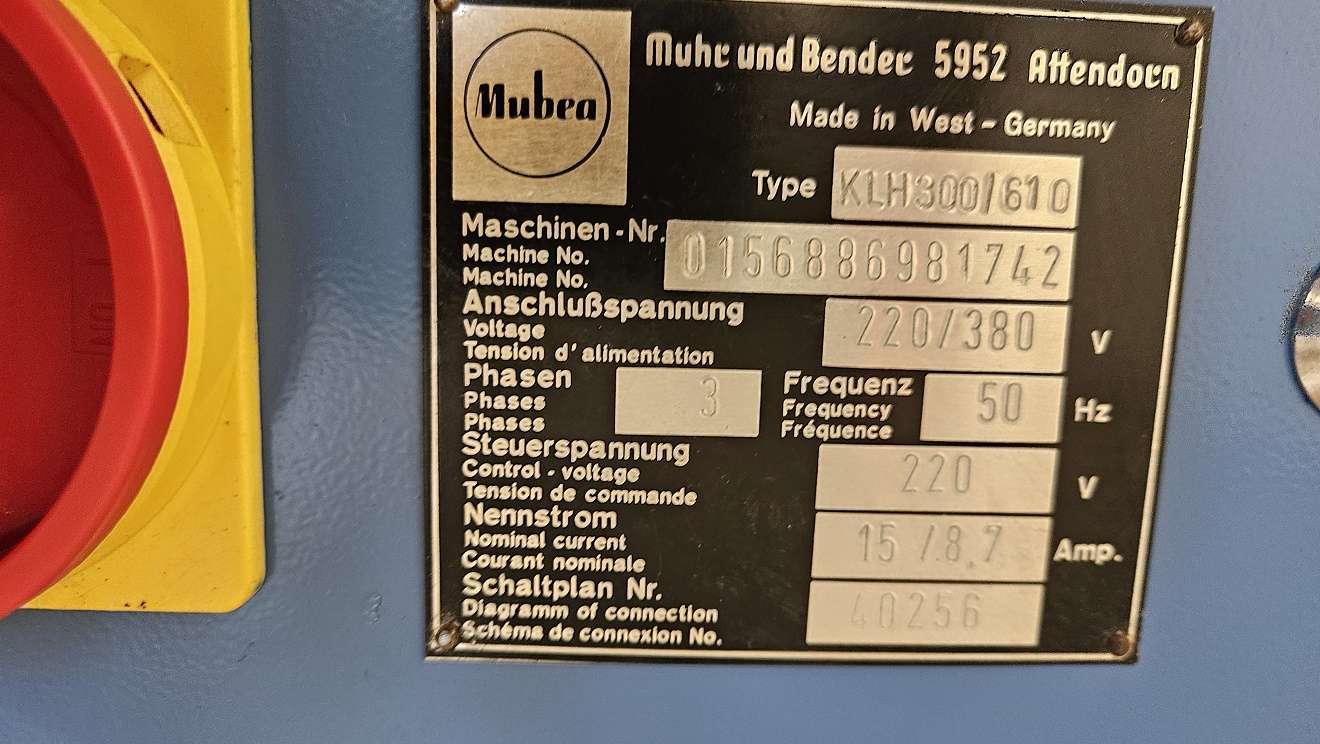 Mubea
Muhr und Bender 5952 Attendorn
Made in West - Germany
Type KLH300/610
Maschinen - Nr. 0156886981742
Machine No.
Machine No.
Anschlußspannung 220/380 V
Voltage
Tension d'alimentation
Phasen 3 Frequenz 50 Hz
Phases Frequency
Phases Fréquence
Steuerspannung 220 V
Control - voltage
Tension de commande
Nennstrom 15 /.8,7 Amp.
Nominal current
Courant nominale
Schaltplan Nr. 40256
Diagramm of connection
Schéma de connexion No.